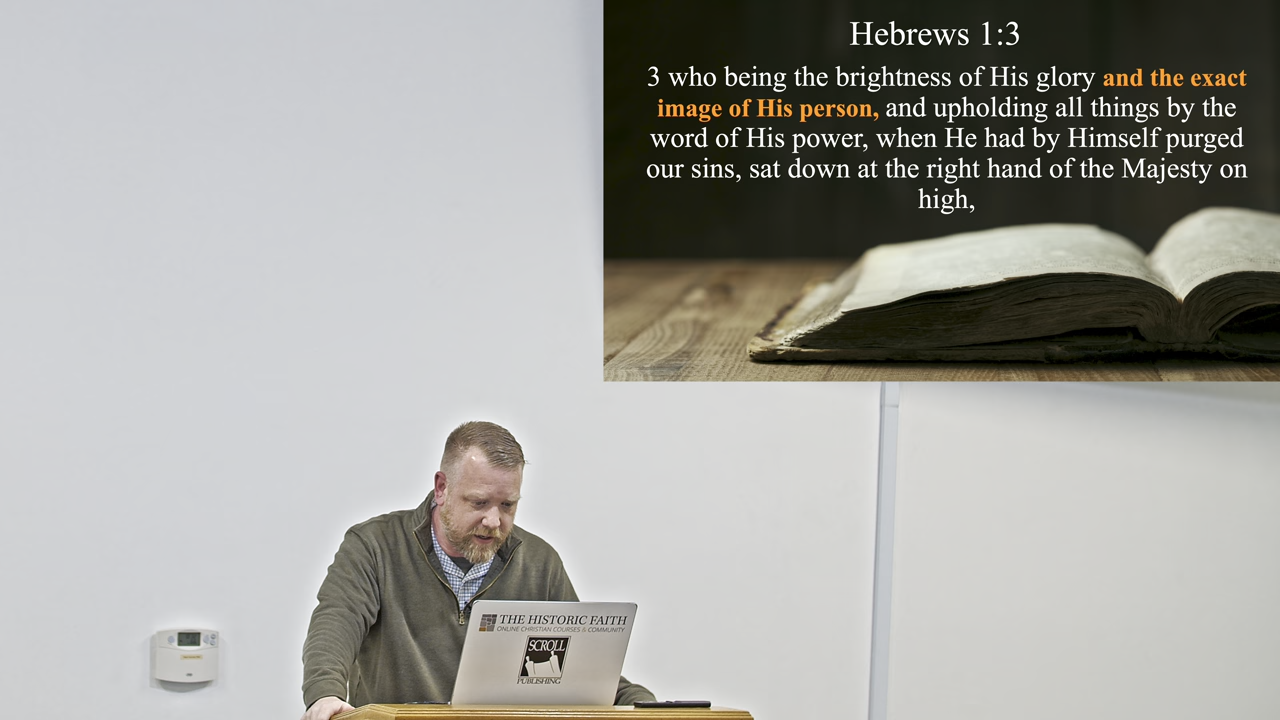 Hebrews 1:3
3 who being the brightness of His glory and the exact
image of His person, and upholding all things by the
word of His power, when He had by Himself purged
our sins, sat down at the right hand of the Majesty on
high,
THE HISTORIC FAITH
ONLINE CHRISTIAN COURSES & COMMUNITY
SCROLL
PUBLISHING